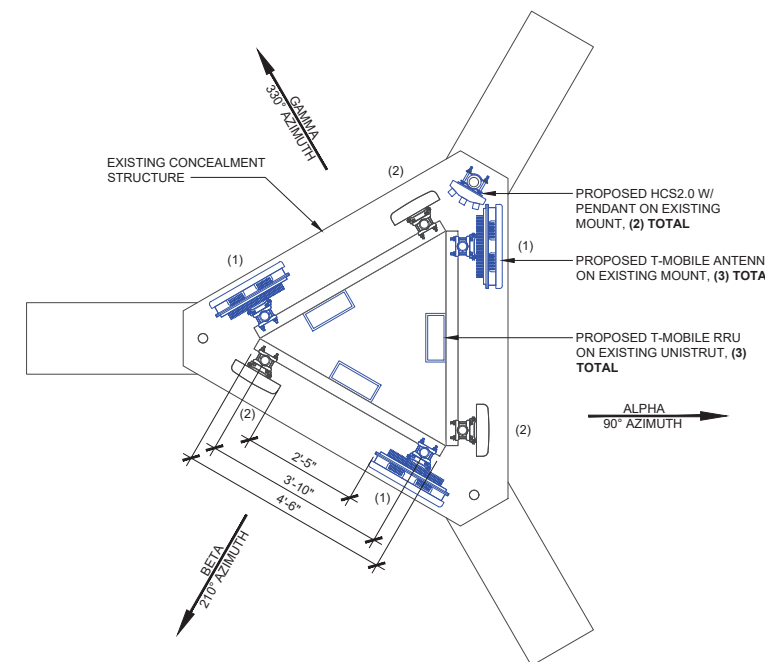 GAMMA
330° AZIMUTH
(2)
EXISTING CONCEALMENT
STRUCTURE
PROPOSED HCS2.0 W/
PENDANT ON EXISTING
MOUNT, (2) TOTAL
(1)
(1)
PROPOSED T-MOBILE ANTENN
ON EXISTING MOUNT, (3) TOTA
PROPOSED T-MOBILE RRU
ON EXISTING UNISTRUT, (3)
TOTAL
ALPHA
90° AZIMUTH
(2)
(2)
2'-5"
3'-10"
4'-6"
(1)
BETA
210° AZIMUTH